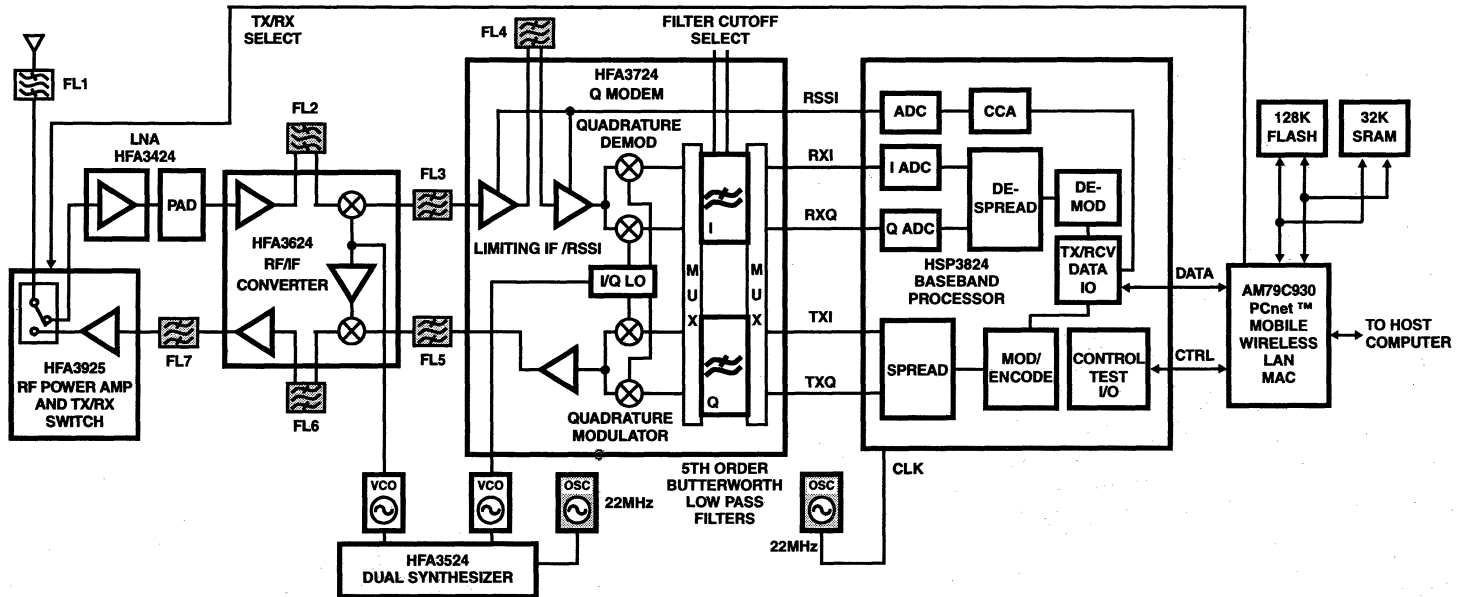 TX/RX
SELECT
FL1
LNA
HFA3424
PAD
FL2
HFA3624
RF/IF
CONVERTER
HFA3925
RF POWER AMP
AND TX/RX
SWITCH
FL7
FL6
FL3
FL5
FL4
HFA3724
Q MODEM
QUADRATURE
DEMOD
LIMITING IF /RSSI
I/Q LO
QUADRATURE
MODULATOR
FILTER CUTOFF
SELECT
M
U
X
I
Q
M
U
X
5TH ORDER
BUTTERWORTH
LOW PASS
FILTERS
VCO
VCO
OSC
22MHz
HFA3524
DUAL SYNTHESIZER
OSC
22MHz
CLK
RSSI
RXI
RXQ
TXI
TXQ
ADC
CCA
I ADC
Q ADC
DE-
SPREAD
DE-
MOD
TX/RCV
DATA
IO
HSP3824
BASEBAND
PROCESSOR
SPREAD
MOD/
ENCODE
CONTROL
TEST
I/O
DATA
CTRL
128K
FLASH
32K
SRAM
AM79C930
PCnet ™
MOBILE
WIRELESS
LAN
MAC
TO HOST
COMPUTER